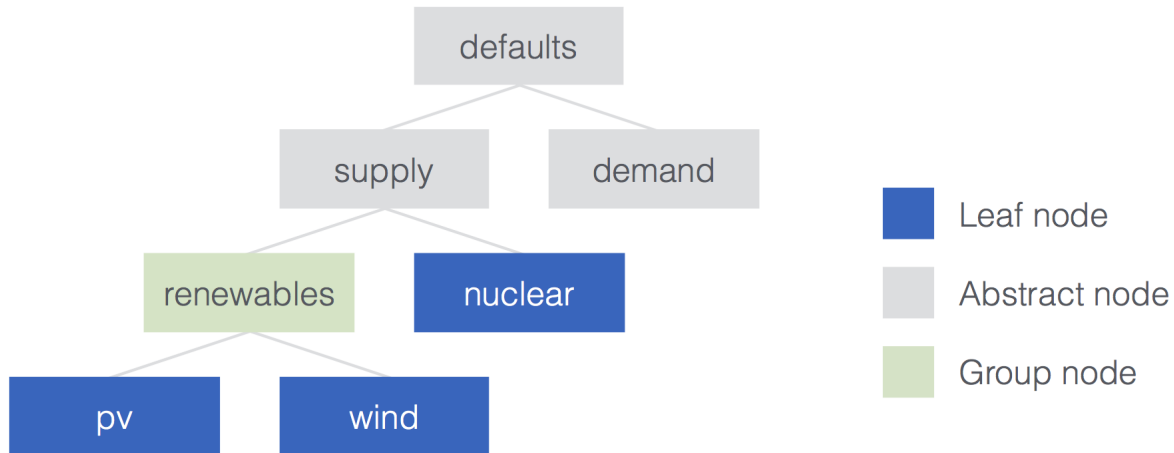 defaults
supply
demand
renewables
nuclear
pv
wind
Leaf node
Abstract node
Group node